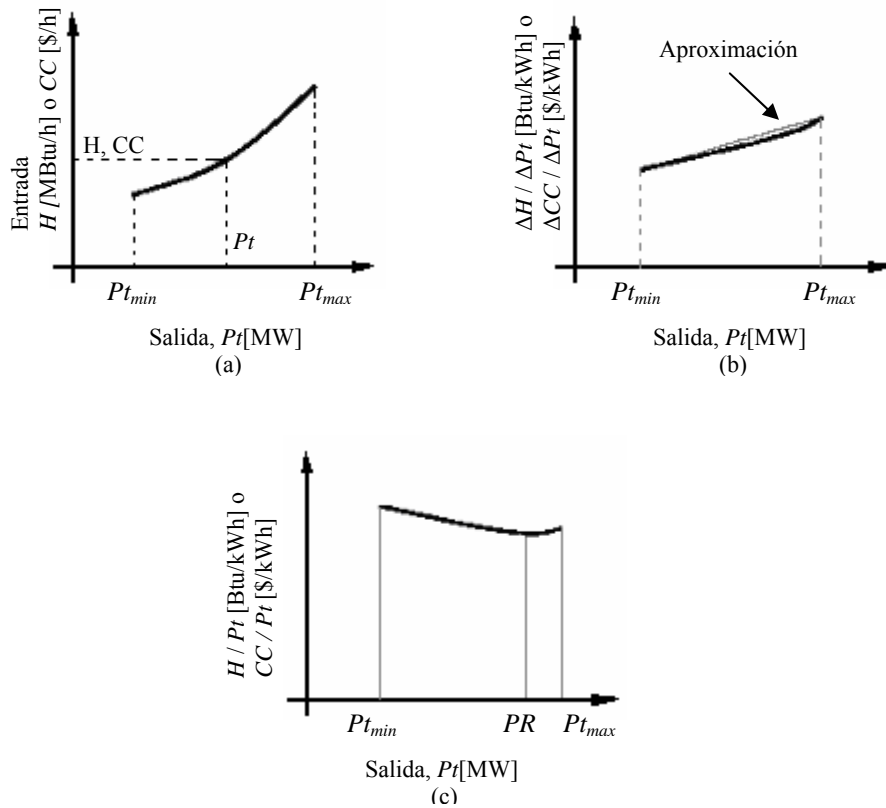 Entrada
H [MBtu/h] o CC [$/h]
H, CC
Pt
Pt_min
Pt_max
Salida, Pt[MW]
(a)
ΔH / ΔPt [Btu/kWh] o
ΔCC / ΔPt [$/kWh]
Aproximación
Pt_min
Pt_max
Salida, Pt[MW]
(b)
H / Pt [Btu/kWh] o
CC / Pt [$/kWh]
Pt_min
PR
Pt_max
Salida, Pt[MW]
(c)